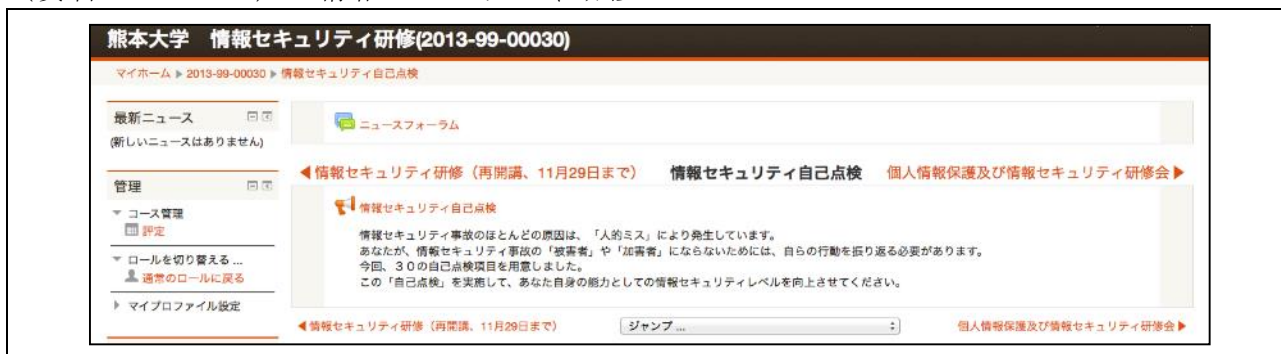 熊本大学 情報セキュリティ研修(2013-99-00030)
マイホーム ▶ 2013-99-00030 ▶ 情報セキュリティ自己点検
最新ニュース
(新しいニュースはありません)
管理
▼ コース管理
評定
▼ ロールを切り替える ...
通常のロールに戻る
▶ マイプロファイル設定
ニュースフォーラム
◀情報セキュリティ研修(再開講、11月29日まで) 情報セキュリティ自己点検 個人情報保護及び情報セキュリティ研修会▶
情報セキュリティ自己点検
情報セキュリティ事故のほとんどの原因は、「人的ミス」により発生しています。
あなたが、情報セキュリティ事故の「被害者」や「加害者」にならないためには、自らの行動を振り返る必要があります。
今回、30の自己点検項目を用意しました。
この「自己点検」を実施して、あなた自身の能力としての情報セキュリティレベルを向上させてください。
◀情報セキュリティ研修(再開講、11月29日まで) ジャンプ ... 個人情報保護及び情報セキュリティ研修会▶